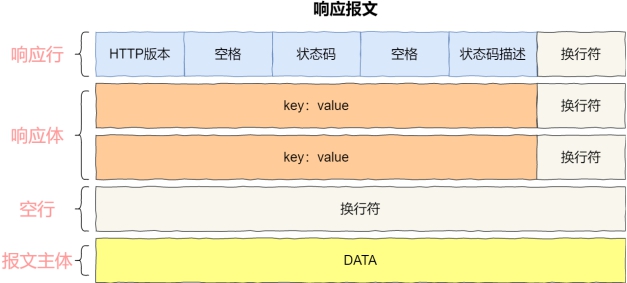 响应报文
响应行 HTTP版本 空格 状态码 空格 状态码描述 换行符
key：value 换行符
响应体
key：value 换行符
空行 换行符
报文主体 DATA